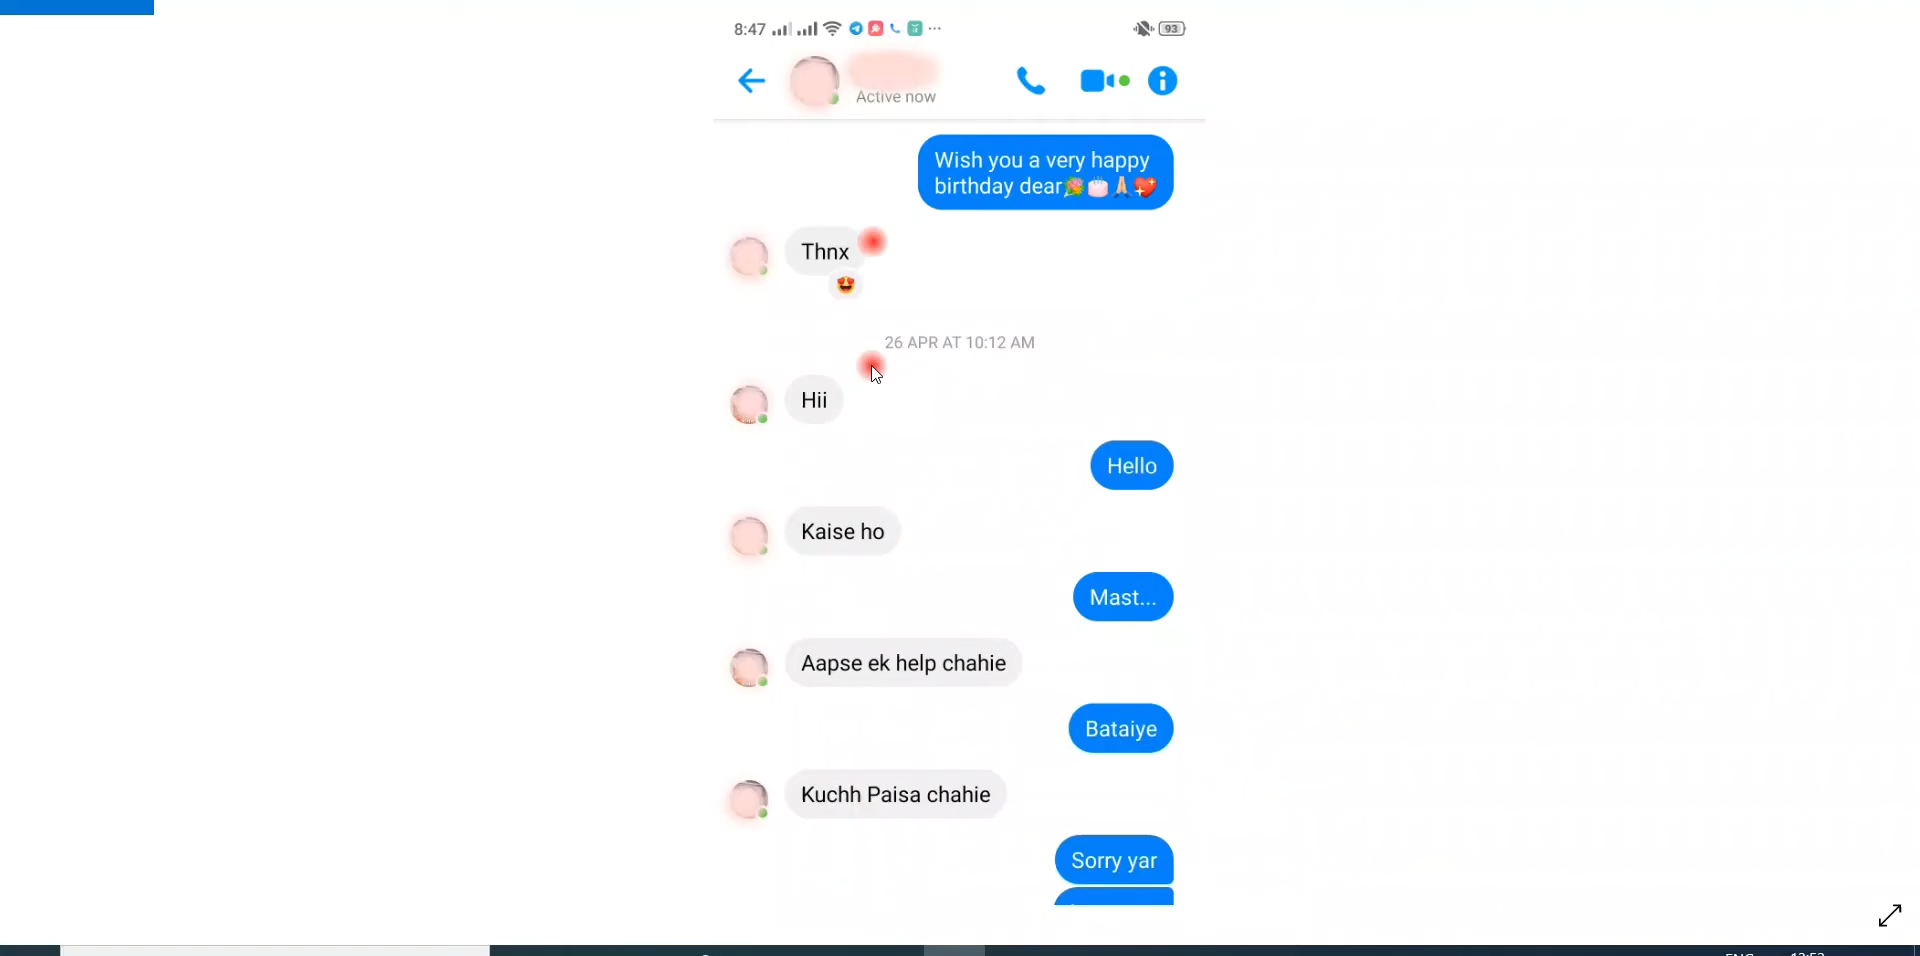 8:47
93
Active now
Wish you a very happy
birthday dear💐🎂🙏💖
Thnx
😍
26 APR AT 10:12 AM
Hii
Hello
Kaise ho
Mast...
Aapse ek help chahie
Bataiye
Kuchh Paisa chahie
Sorry yar